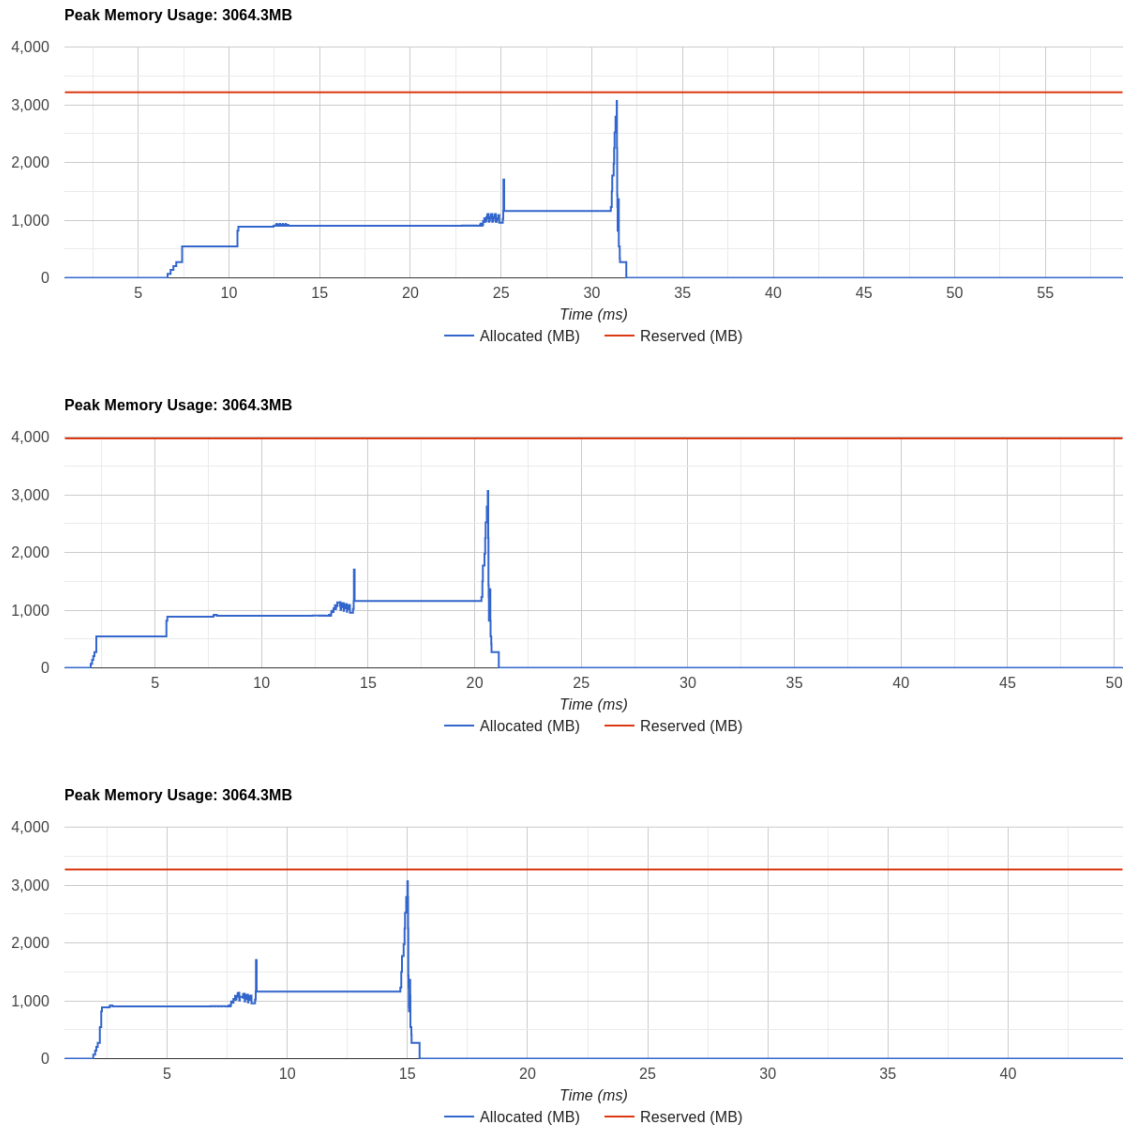 Peak Memory Usage: 3064.3MB
4,000
3,000
2,000
1,000
0
5 10 15 20 25 30 35 40 45 50 55
Time (ms)
Allocated (MB) Reserved (MB)
Peak Memory Usage: 3064.3MB
4,000
3,000
2,000
1,000
0
5 10 15 20 25 30 35 40 45 50
Time (ms)
Allocated (MB) Reserved (MB)
Peak Memory Usage: 3064.3MB
4,000
3,000
2,000
1,000
0
5 10 15 20 25 30 35 40
Time (ms)
Allocated (MB) Reserved (MB)